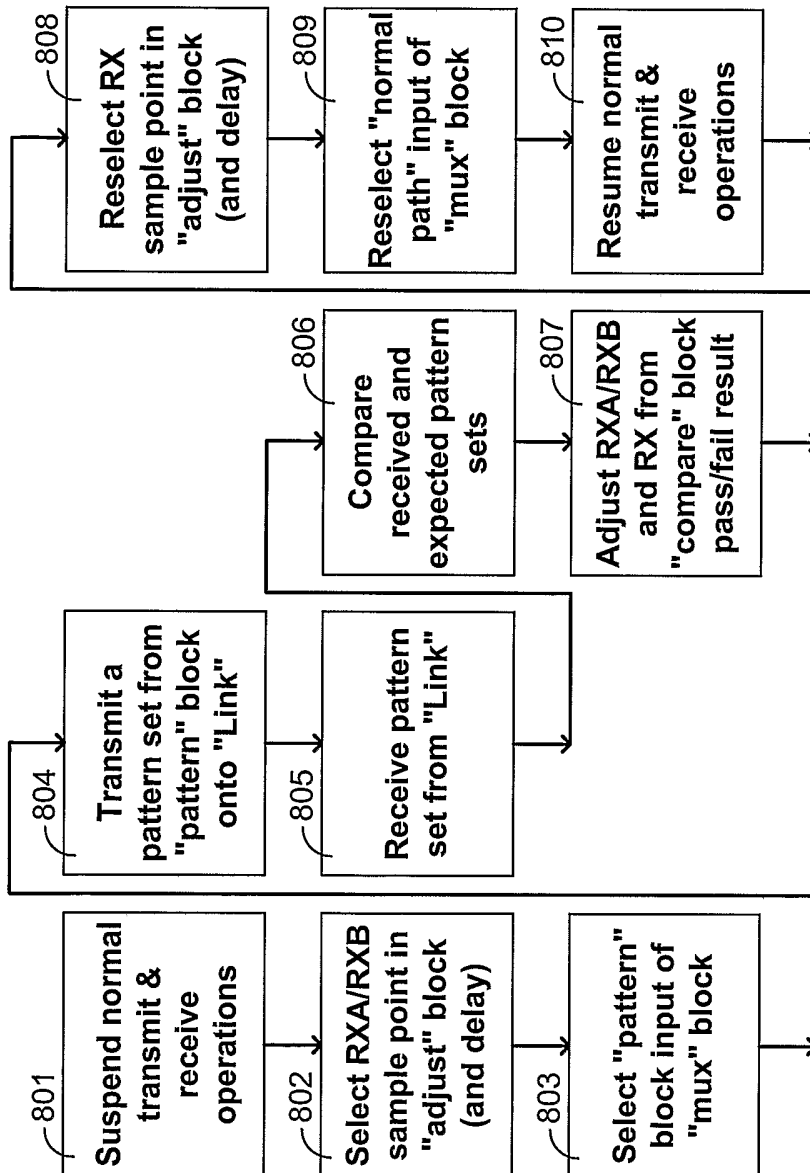 801
Suspend normal
transmit &
receive
operations
802
Select RXA/RXB
sample point in
"adjust" block
(and delay)
803
Select "pattern"
block input of
"mux" block
804
Transmit a
pattern set from
"pattern" block
onto "Link"
805
Receive pattern
set from "Link"
806
Compare
received and
expected pattern
sets
807
Adjust RXA/RXB
and RX from
"compare" block
pass/fail result
808
Reselect RX
sample point in
"adjust" block
(and delay)
809
Reselect "normal
path" input of
"mux" block
810
Resume normal
transmit &
receive
operations